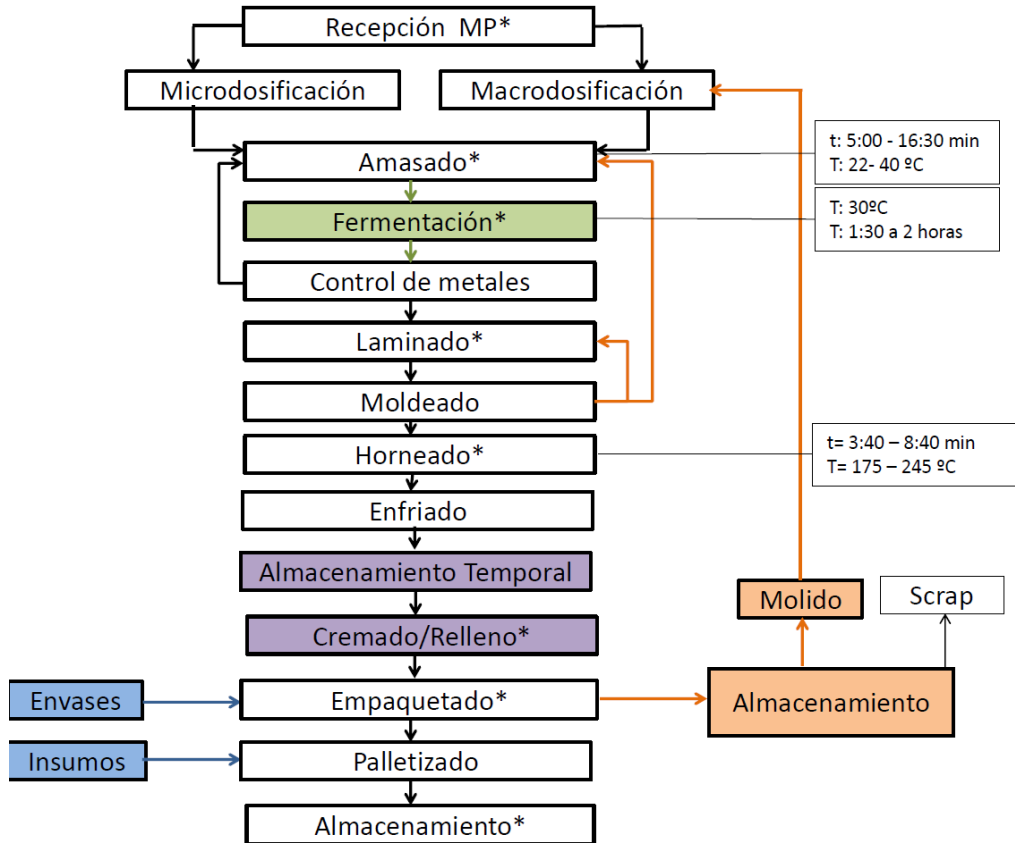 Recepción MP*
Microdosificación
Macrodosificación
Amasado*
t: 5:00 - 16:30 min
T: 22- 40 ºC
Fermentación*
T: 30ºC
T: 1:30 a 2 horas
Control de metales
Laminado*
Moldeado
Horneado*
t= 3:40 – 8:40 min
T= 175 – 245 ºC
Enfriado
Almacenamiento Temporal
Molido
Scrap
Cremado/Relleno*
Envases
Empaquetado*
Almacenamiento
Insumos
Palletizado
Almacenamiento*